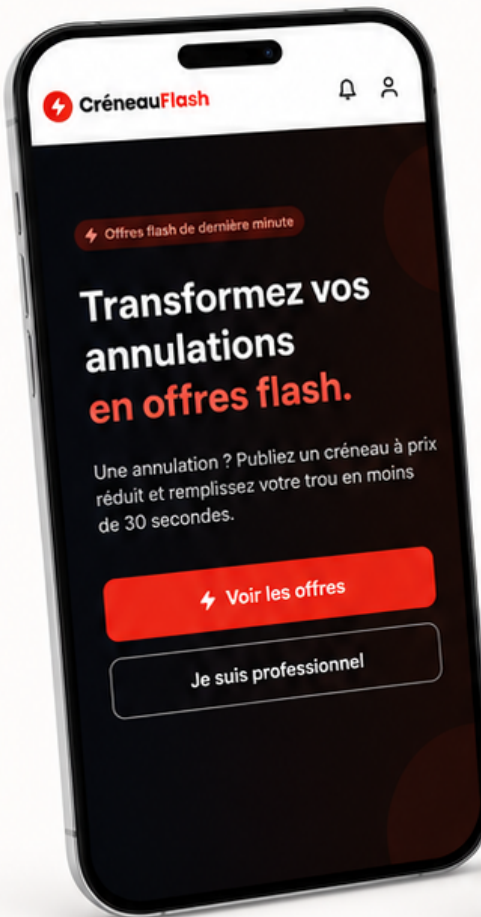 CréneauFlash
Offres flash de dernière minute
Transformez vos
annulations
en offres flash.
Une annulation ? Publiez un créneau à prix
réduit et remplissez votre trou en moins
de 30 secondes.
Voir les offres
Je suis professionnel